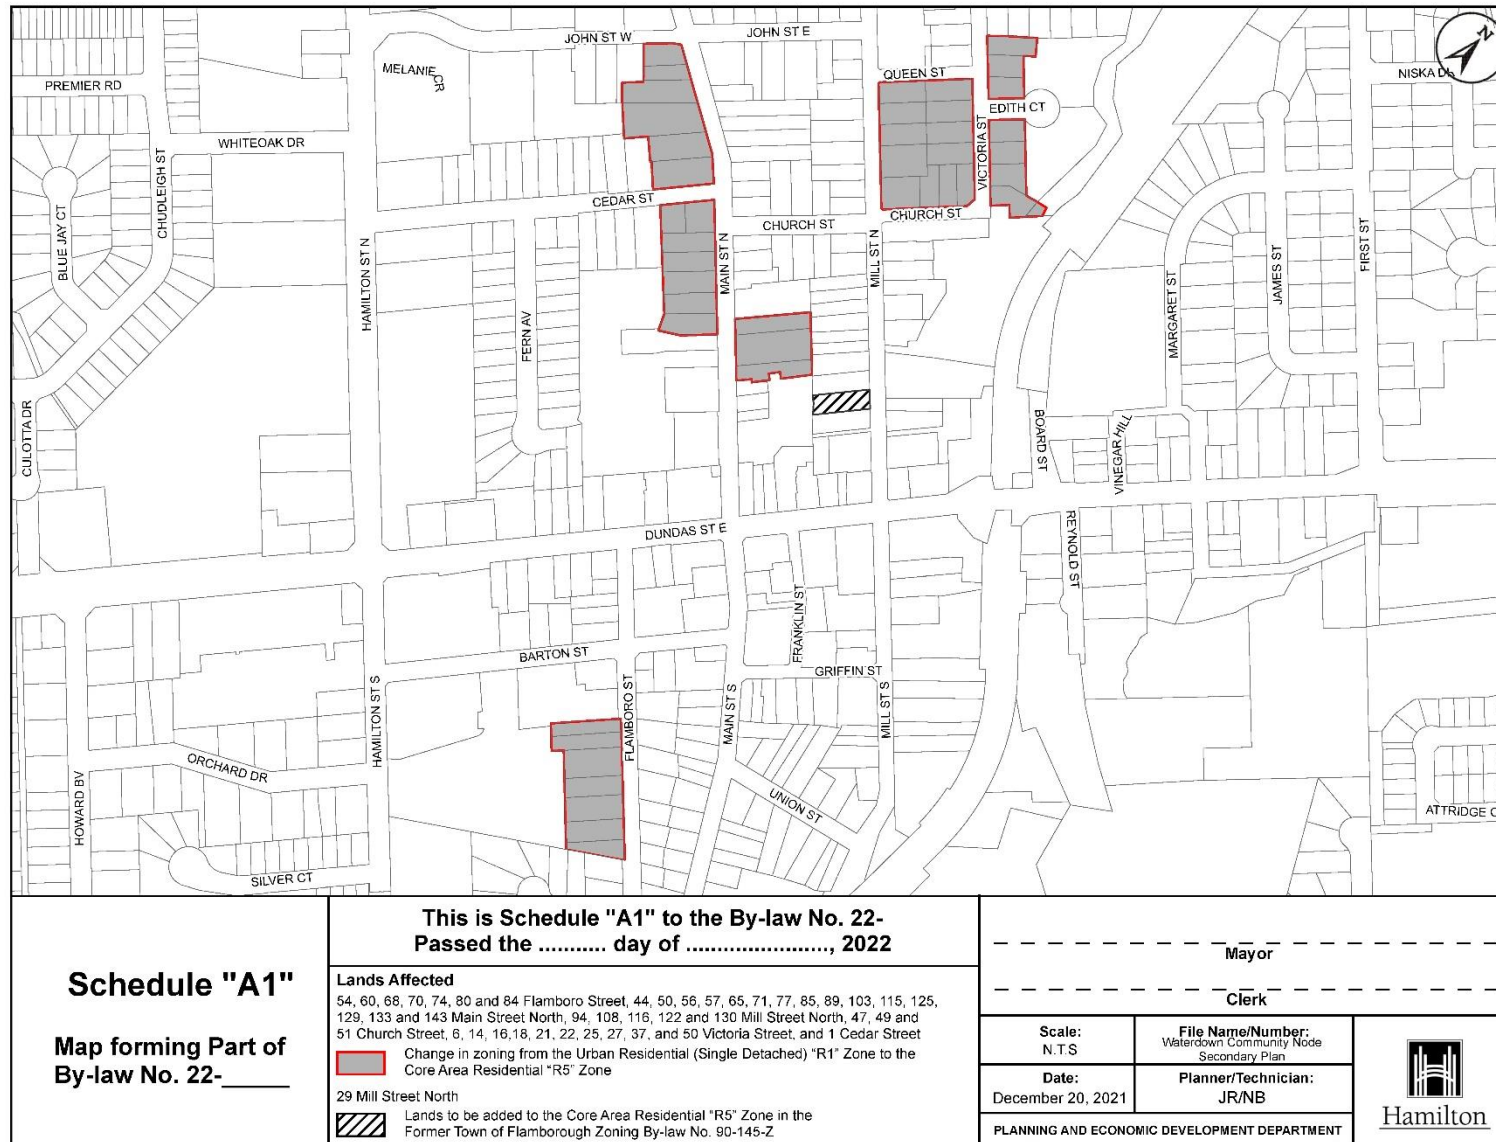 JOHN ST W
JOHN ST E
N
MELANIE CR
QUEEN ST
NISKA D
PREMIER RD
EDITH CT
WHITEOAK DR
VICTORIA ST
CHUDLEIGH ST
BLUE JAY CT
CEDAR ST
CHURCH ST
CHURCH ST
HAMILTON ST N
MAIN ST N
MILL ST N
FIRST ST
JAMES ST
MARGARET ST
FERN AV
CULOTTA DR
BOARD ST
VINEGAR HILL
DUNDAS ST E
REYNOLD ST
FRANKLIN ST
BARTON ST
GRIFFIN ST
FLAMBORO ST
MAIN ST S
MILL ST S
HAMILTON ST S
ORCHARD DR
HOWARD BV
UNION ST
ATTRIDGE C
SILVER CT
Schedule "A1"
Map forming Part of
By-law No. 22-_____
This is Schedule "A1" to the By-law No. 22-
Passed the ........... day of ......................., 2022
Lands Affected
54, 60, 68, 70, 74, 80 and 84 Flamboro Street, 44, 50, 56, 57, 65, 71, 77, 85, 89, 103, 115, 125,
129, 133 and 143 Main Street North, 94, 108, 116, 122 and 130 Mill Street North, 47, 49 and
51 Church Street, 6, 14, 16,18, 21, 22, 25, 27, 37, and 50 Victoria Street, and 1 Cedar Street
Change in zoning from the Urban Residential (Single Detached) "R1" Zone to the
Core Area Residential "R5" Zone
29 Mill Street North
Lands to be added to the Core Area Residential "R5" Zone in the
Former Town of Flamborough Zoning By-law No. 90-145-Z
Mayor
Clerk
Scale:
N.T.S
File Name/Number:
Waterdown Community Node
Secondary Plan
Date:
December 20, 2021
Planner/Technician:
JR/NB
PLANNING AND ECONOMIC DEVELOPMENT DEPARTMENT
Hamilton